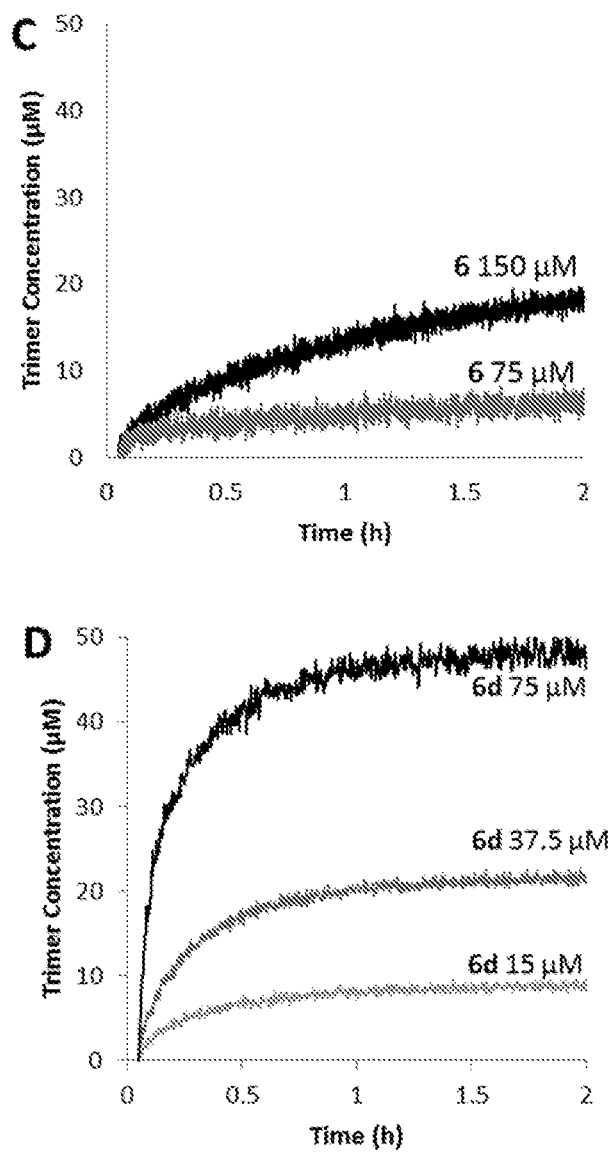 C
50
40
30
20
10
0
Trimer Concentration (µM)
6 150 µM
6 75 µM
0 0.5 1 1.5 2
Time (h)
D
50
40
30
20
10
0
Trimer Concentration (µM)
6d 75 µM
6d 37.5 µM
6d 15 µM
0 0.5 1 1.5 2
Time (h)